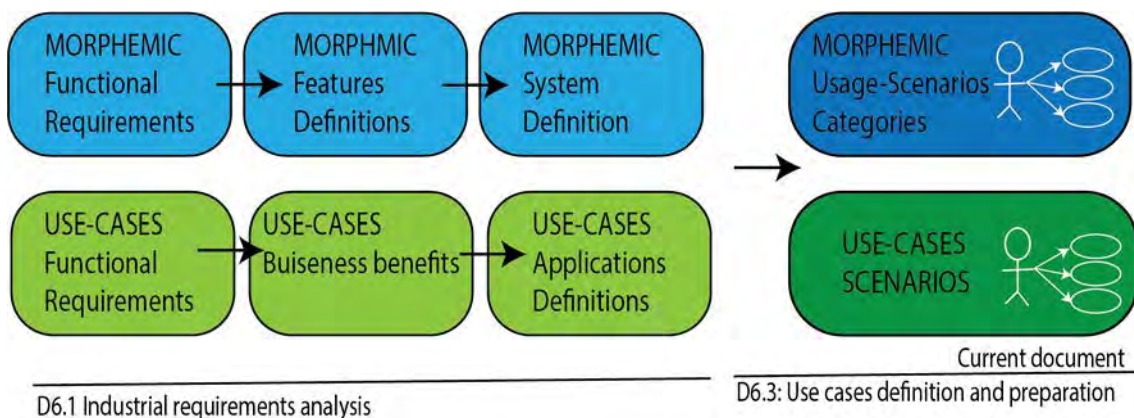 MORPHEMIC
Functional
Requirements
MORPHMIC
Features
Definitions
MORPHEMIC
System
Definition
MORPHEMIC
Usage-Scenarios
Categories
USE-CASES
Functional
Requirements
USE-CASES
Buiseness benefits
USE-CASES
Applications
Definitions
USE-CASES
SCENARIOS
Current document
D6.1 Industrial requirements analysis
D6.3: Use cases definition and preparation